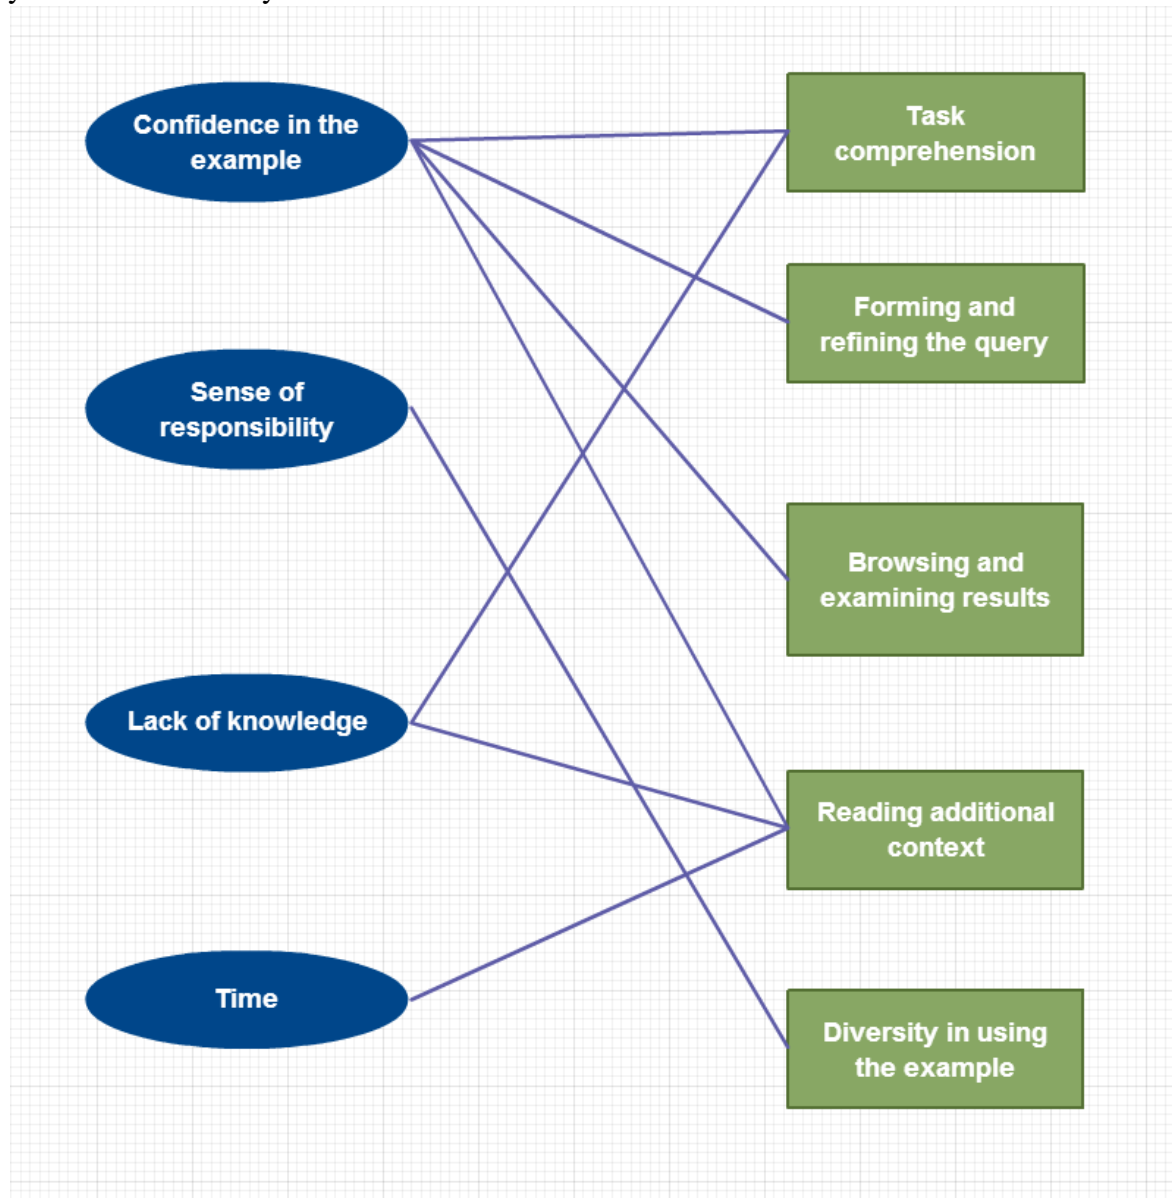 Confidence in the
example
Task
comprehension
Forming and
refining the query
Sense of
responsibility
Browsing and
examining results
Lack of knowledge
Reading additional
context
Time
Diversity in using
the example